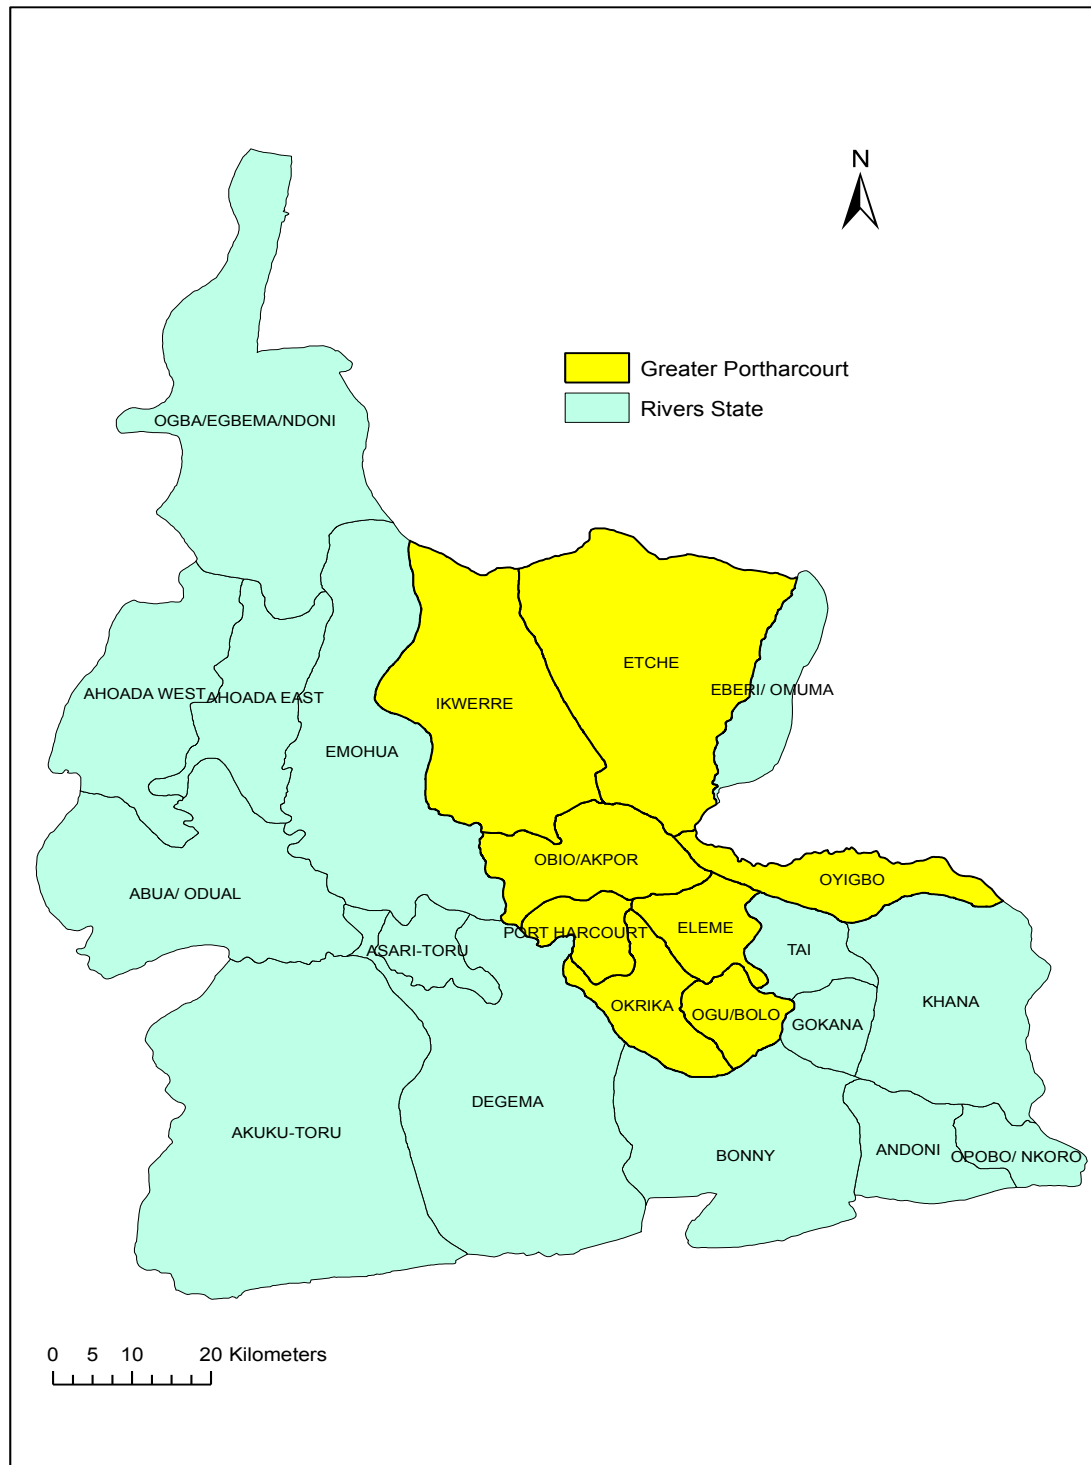 N
Greater Portharcourt
Rivers State
OGBA/EGBEMA/NDONI
ETCHE
EBERI/ OMUMA
AHOADA WEST
AHOADA EAST
IKWERRE
EMOHUA
OBIO/AKPOR
OYIGBO
ABUA/ ODUAL
PORT HARCOURT
ELEME
ASARI-TORU
TAI
KHANA
OKRIKA
OGU/BOLO
GOKANA
DEGEMA
AKUKU-TORU
BONNY
ANDONI
OPOBO/ NKORO
0 5 10 20 Kilometers